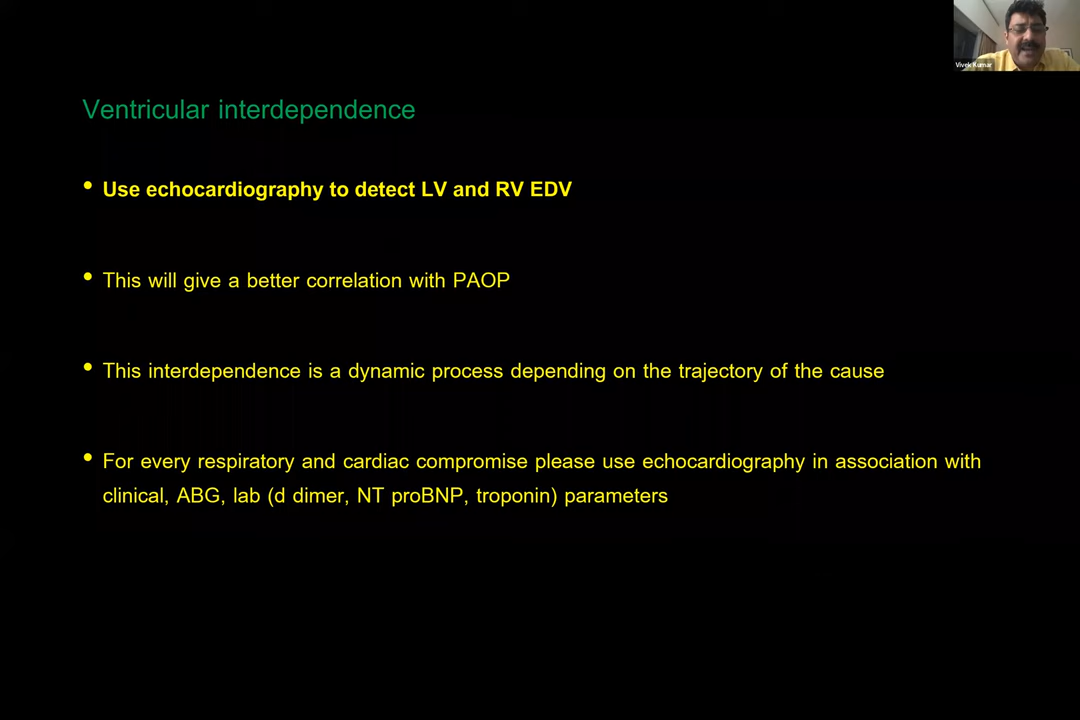 Vivek Kumar
Ventricular interdependence
• Use echocardiography to detect LV and RV EDV
• This will give a better correlation with PAOP
• This interdependence is a dynamic process depending on the trajectory of the cause
• For every respiratory and cardiac compromise please use echocardiography in association with
clinical, ABG, lab (d dimer, NT proBNP, troponin) parameters